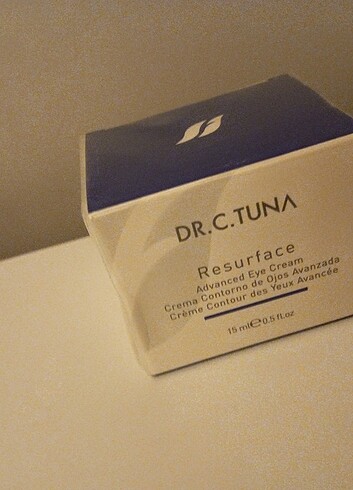 DR.C.TUNA
Resurface
Advanced Eye Cream
Crema Contorno de Ojos Avanzada
Crème Contour des Yeux Avancée
15 ml℮0.5 fl.oz